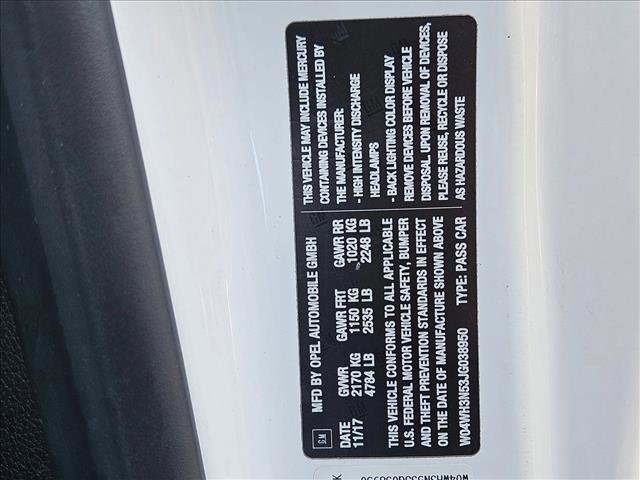 GM
MFD BY OPEL AUTOMOBILE GMBH
DATE GVWR GAWR FRT GAWR RR
11/17 2170 KG 1150 KG 1020 KG
4784 LB 2535 LB 2248 LB
THIS VEHICLE CONFORMS TO ALL APPLICABLE
U.S. FEDERAL MOTOR VEHICLE SAFETY, BUMPER
AND THEFT PREVENTION STANDARDS IN EFFECT
ON THE DATE OF MANUFACTURE SHOWN ABOVE
W04WH3N53JG038950 TYPE: PASS CAR
THIS VEHICLE MAY INCLUDE MERCURY
CONTAINING DEVICES INSTALLED BY
THE MANUFACTURER:
- HIGH INTENSITY DISCHARGE
HEADLAMPS
- BACK LIGHTING COLOR DISPLAY
REMOVE DEVICES BEFORE VEHICLE
DISPOSAL. UPON REMOVAL OF DEVICES,
PLEASE REUSE, RECYCLE OR DISPOSE
AS HAZARDOUS WASTE